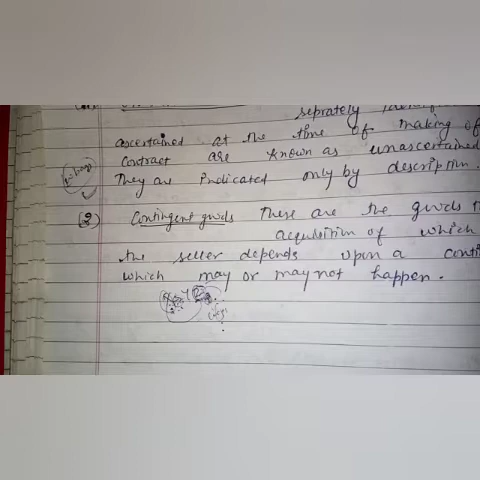 seprately
ascertained at the time of making of
Contract are known as unascertained
They are indicated only by description.
(2) Contingent goods These are the goods
acquisition of which
the seller depends upon a conti
which may or may not happen.